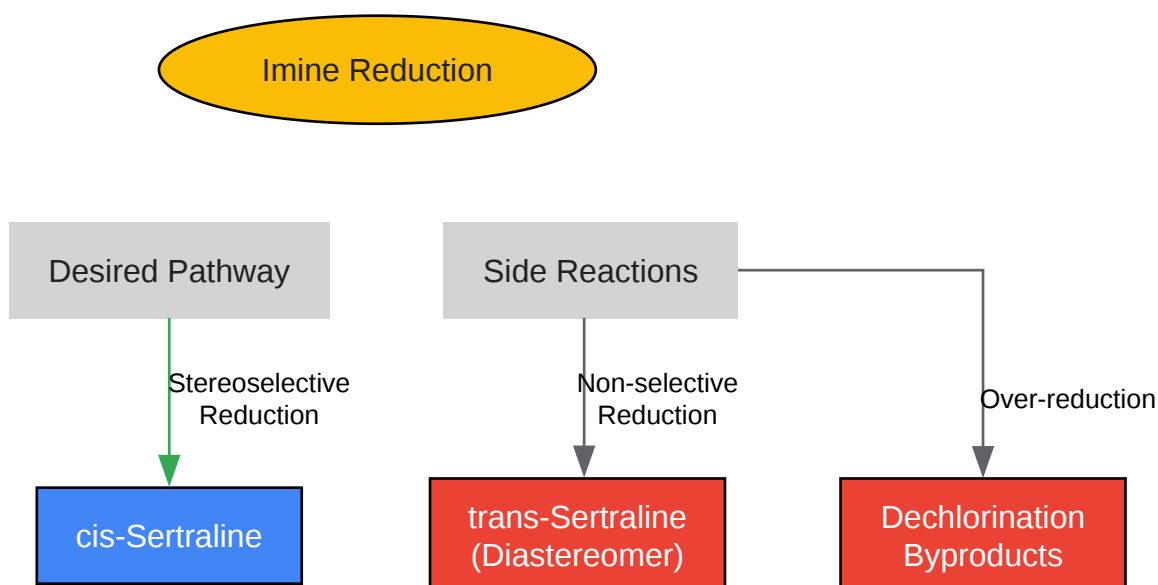 Imine Reduction
Desired Pathway
Side Reactions
Stereoselective
Reduction
Non-selective
Reduction
Over-reduction
cis-Sertraline
trans-Sertraline
(Diastereomer)
Dechlorination
Byproducts